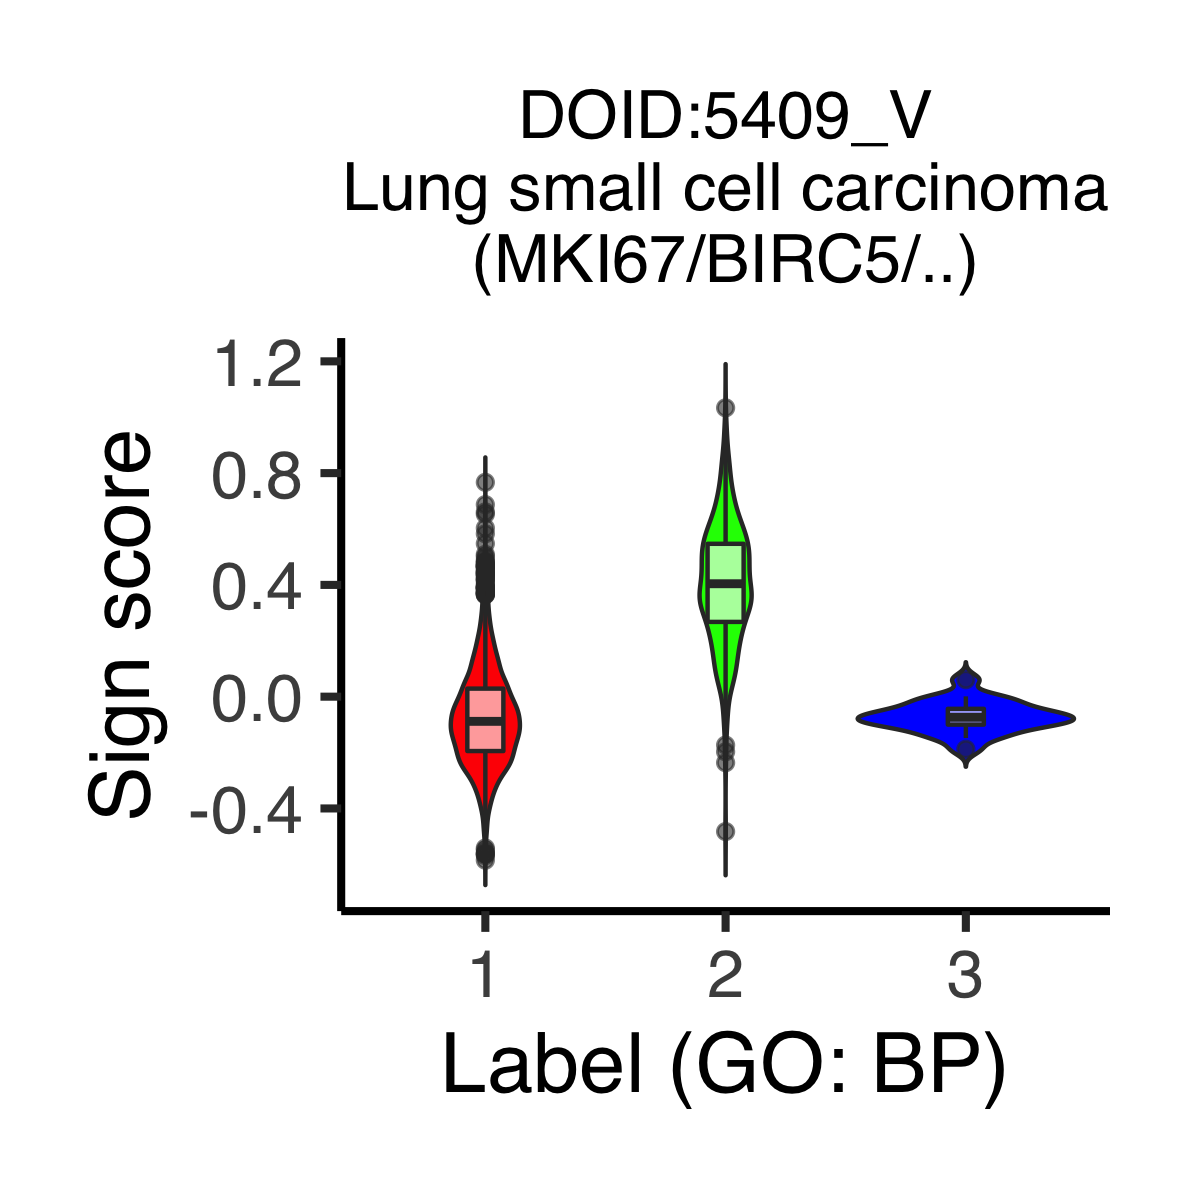 DOID:5409_V
Lung small cell carcinoma
(MKI67/BIRC5/..)
1.2
0.8
0.4
0.0
-0.4
Sign score
1 2 3
Label (GO: BP)